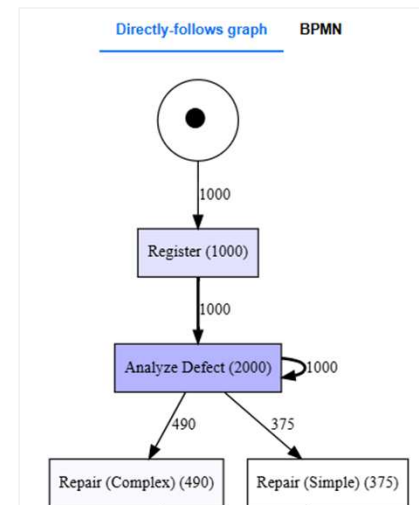 Directly-follows graph BPMN
1000
Register (1000)
1000
Analyze Defect (2000) 1000
490 375
Repair (Complex) (490) Repair (Simple) (375)